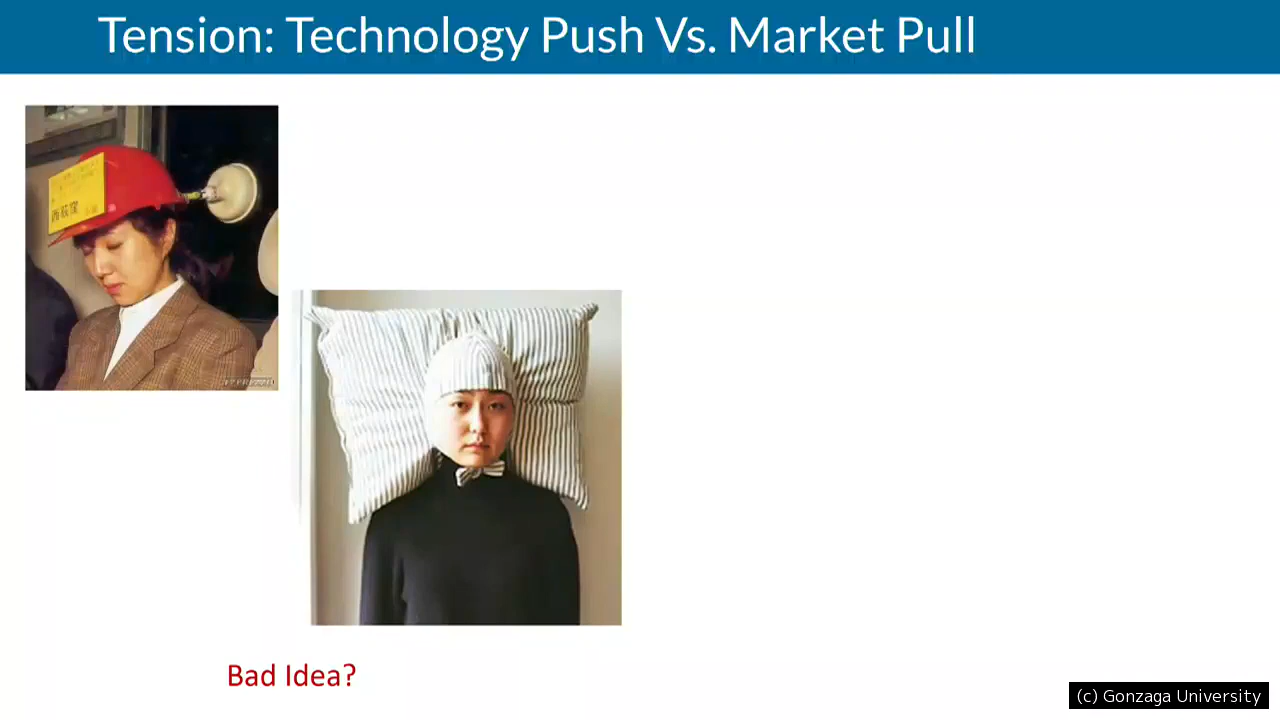 Tension: Technology Push Vs. Market Pull
Bad Idea?
(c) Gonzaga University